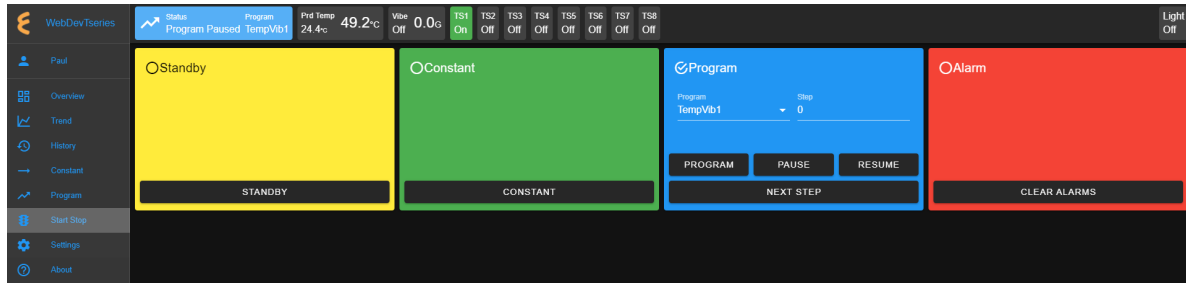 WebDevTseries
Status Program
Program Paused TempVib1
Prd Temp
24.4°c
49.2°c
Vibe
Off
0.0G
TS1 TS2 TS3 TS4 TS5 TS6 TS7 TS8
On Off Off Off Off Off Off Off
Light
Off
Paul
Overview
Trend
History
Constant
Program
Start Stop
Settings
About
Standby
STANDBY
Constant
CONSTANT
Program
Program Step
TempVib1 0
PROGRAM PAUSE RESUME
NEXT STEP
Alarm
CLEAR ALARMS